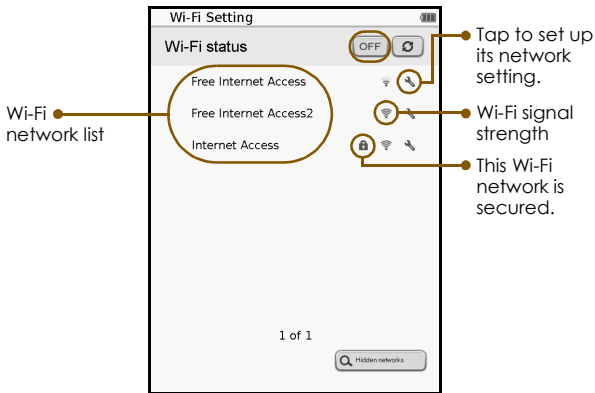 Wi-Fi Setting
Wi-Fi status
OFF
Free Internet Access
Free Internet Access2
Internet Access
1 of 1
Hidden networks
Wi-Fi
network list
Tap to set up
its network
setting.
Wi-Fi signal
strength
This Wi-Fi
network is
secured.